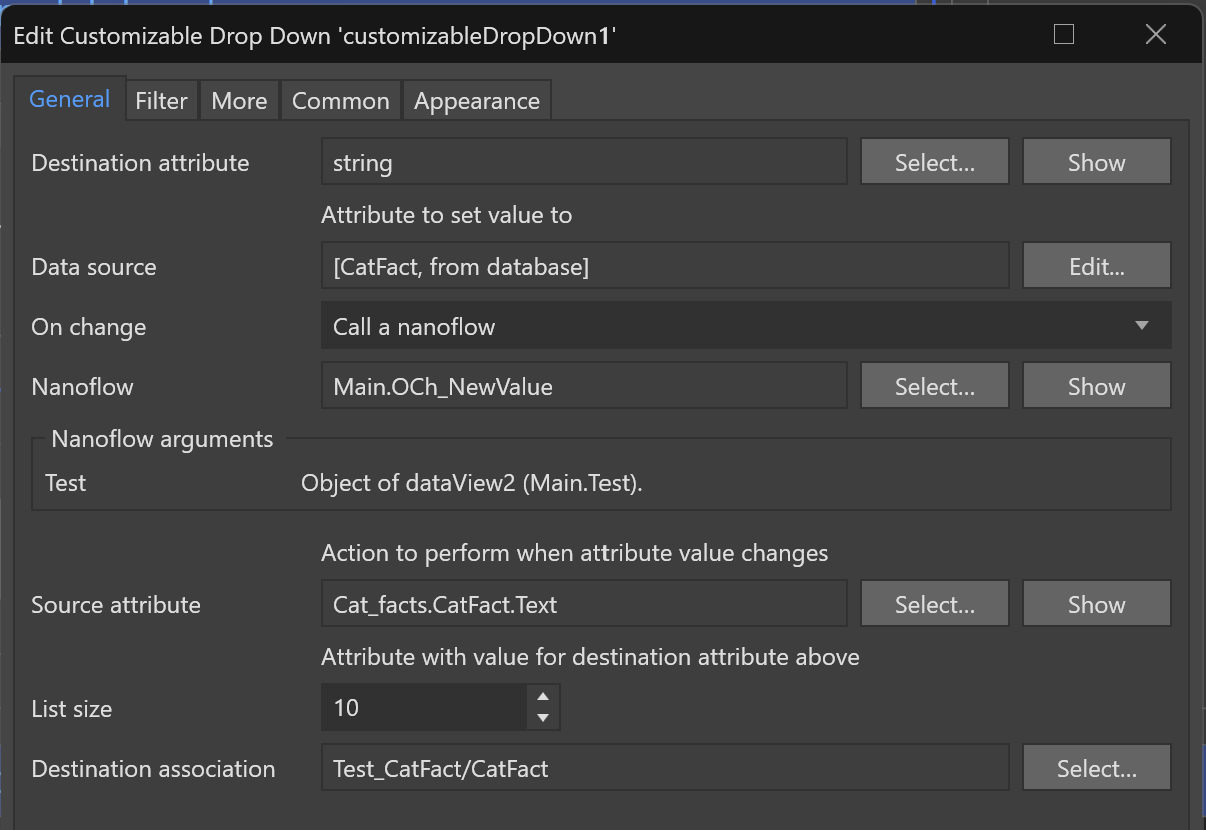 Edit Customizable Drop Down 'customizableDropDown1'
General Filter More Common Appearance
Destination attribute string Select... Show
Attribute to set value to
Data source [CatFact, from database] Edit...
On change Call a nanoflow
Nanoflow Main.OCh_NewValue Select... Show
Nanoflow arguments
Test Object of dataView2 (Main.Test).
Action to perform when attribute value changes
Source attribute Cat_facts.CatFact.Text Select... Show
Attribute with value for destination attribute above
List size 10
Destination association Test_CatFact/CatFact Select...